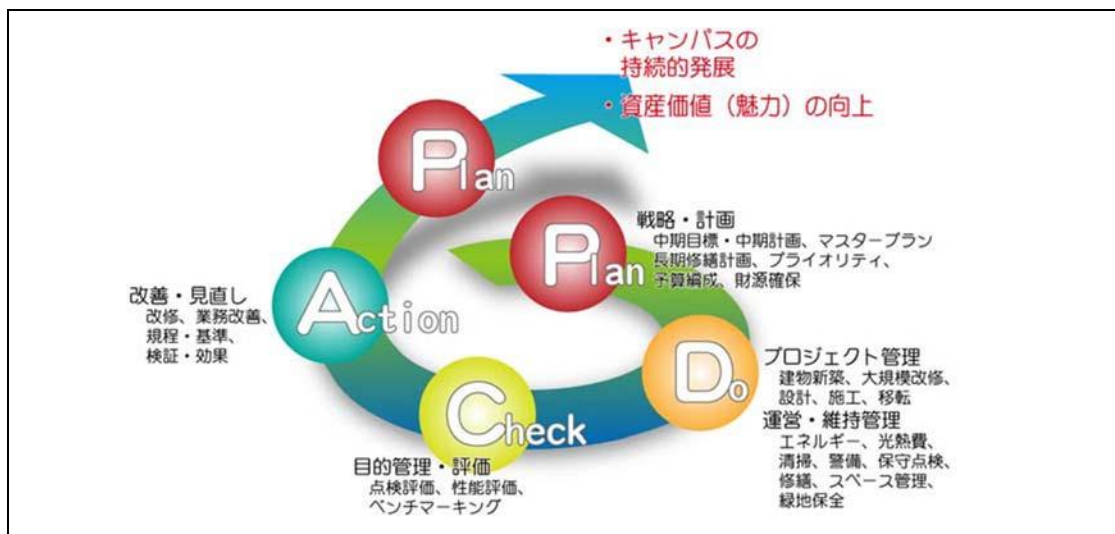 ・キャンパスの
持続的発展
・資産価値（魅力）の向上
Plan
Plan
戦略・計画
中期目標・中期計画、マスタープラン
長期修繕計画、プライオリティ、
予算編成、財源確保
Do
プロジェクト管理
建物新築、大規模改修、
設計、施工、移転
運営・維持管理
エネルギー、光熱費、
清掃、警備、保守点検、
修繕、スペース管理、
緑地保全
Check
目的管理・評価
点検評価、性能評価、
ベンチマーキング
Action
改善・見直し
改修、業務改善、
規程・基準、
検証・効果